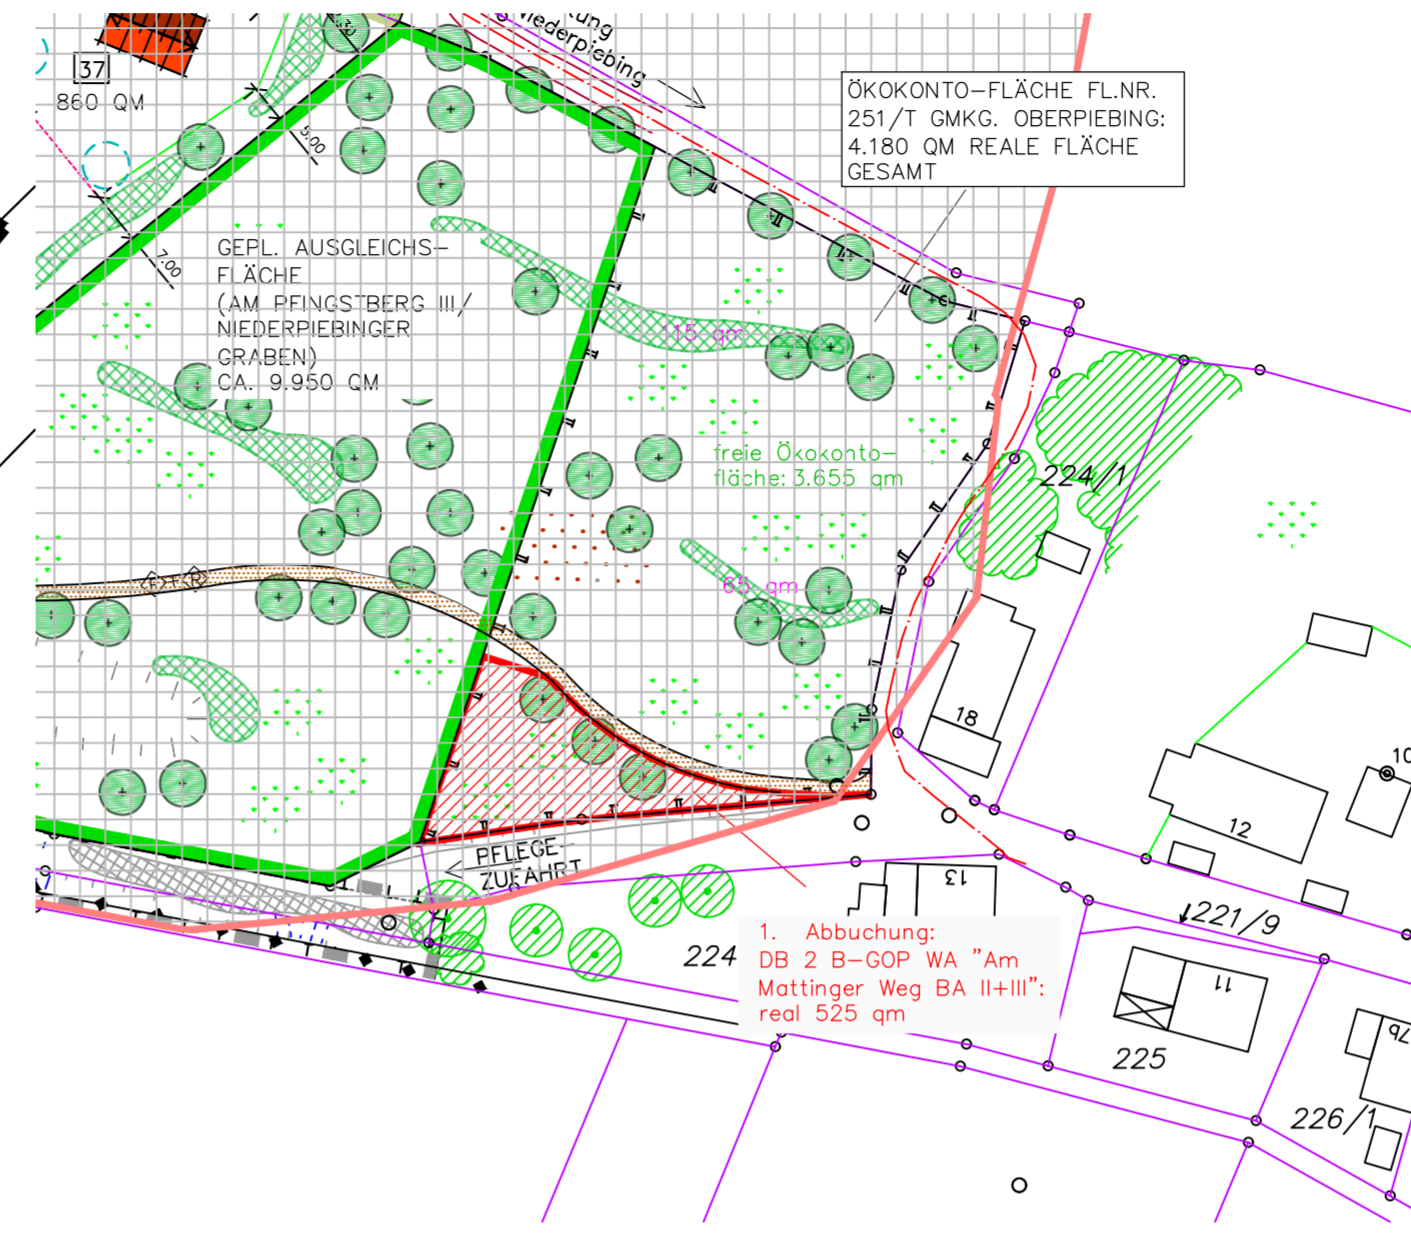 37
860 QM
5.00
7.00
Niederpiebing
ÖKOKONTO-FLÄCHE FL.NR.
251/T GMKG. OBERPIEBING:
4.180 QM REALE FLÄCHE
GESAMT
GEPL. AUSGLEICHS-
FLÄCHE
(AM PFINGSTBERG III/
NIEDERPIEBINGER
GRABEN)
CA. 9.950 QM
115 qm
freie Ökokonto-
fläche: 3.655 qm
65 qm
F+R
224/1
18
12
10
PFLEGE-
ZUFAHRT
13
221/9
224
1. Abbuchung:
DB 2 B-GOP WA "Am
Mattinger Weg BA II+III":
real 525 qm
11
225
7b
226/1